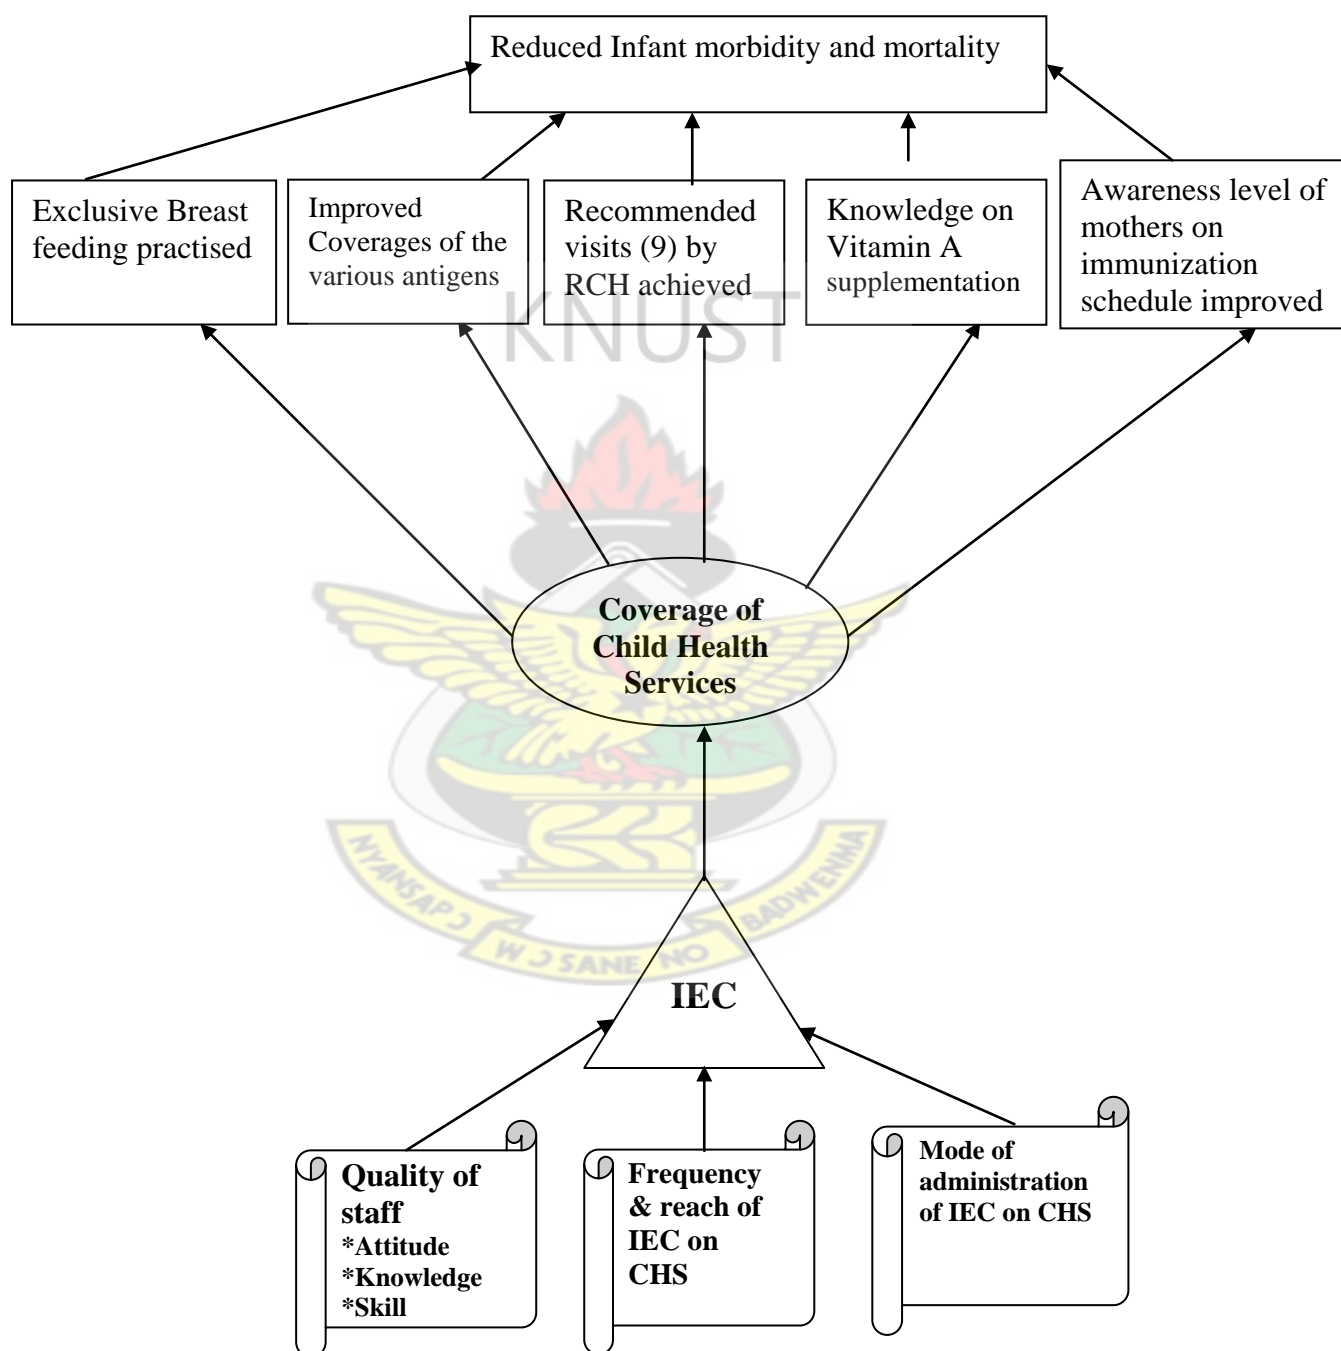 Reduced Infant morbidity and mortality
Exclusive Breast
feeding practised
Improved
Coverages of the
various antigens
Recommended
visits (9) by
RCH achieved
Knowledge on
Vitamin A
supplementation
Awareness level of
mothers on
immunization
schedule improved
KNUST
Coverage of
Child Health
Services
NYANSAPƆ
WƆSANE NO
BADWENMA
IEC
Quality of
staff
*Attitude
*Knowledge
*Skill
Frequency
& reach of
IEC on
CHS
Mode of
administration
of IEC on CHS